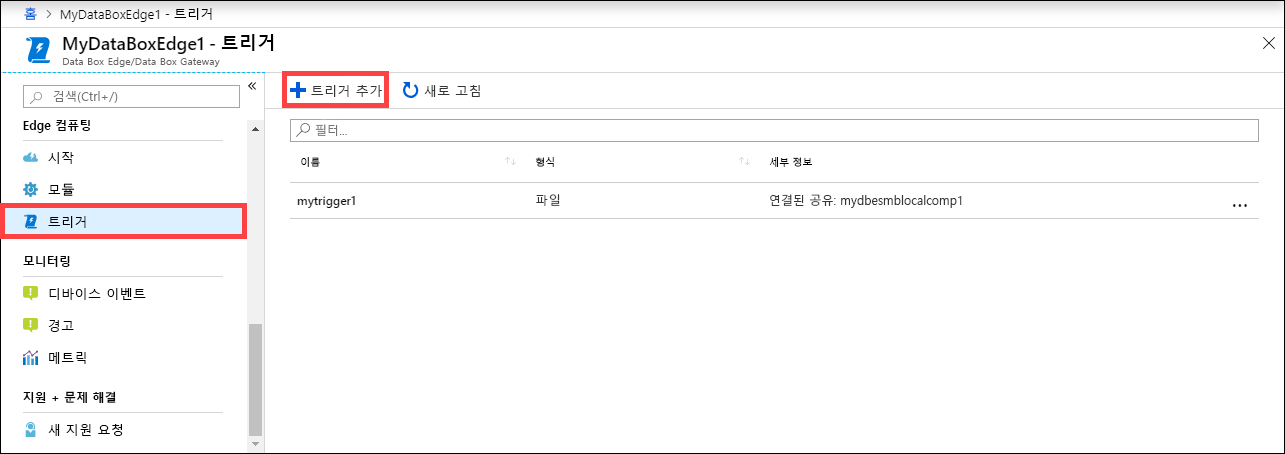 홈 > MyDataBoxEdge1 - 트리거
MyDataBoxEdge1 - 트리거
Data Box Edge/Data Box Gateway
검색(Ctrl+/)
Edge 컴퓨팅
시작
모듈
트리거
모니터링
디바이스 이벤트
경고
메트릭
지원 + 문제 해결
새 지원 요청
트리거 추가 새로 고침
필터...
이름 형식 세부 정보
mytrigger1 파일 연결된 공유: mydbesmblocalcomp1 ...